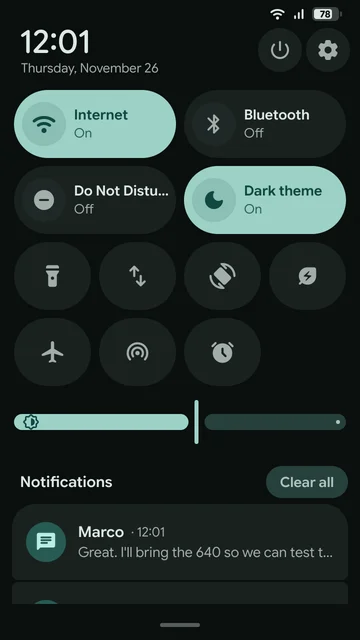 78
12:01
Thursday, November 26
Internet
On
Bluetooth
Off
Do Not Distu...
Off
Dark theme
On
Notifications
Clear all
Marco · 12:01
Great. I'll bring the 640 so we can test t...